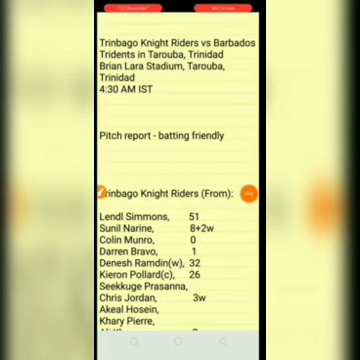 Trinbago Knight Riders vs Barbados
Tridents in Tarouba, Trinidad
Brian Lara Stadium, Tarouba,
Trinidad
4:30 AM IST
Pitch report - batting friendly
Trinbago Knight Riders (From):
Lendl Simmons, 51
Sunil Narine, 8+2w
Colin Munro, 0
Darren Bravo, 1
Denesh Ramdin(w), 32
Kieron Pollard(c), 26
Seekkuge Prasanna,
Chris Jordan, 3w
Akeal Hosein,
Khary Pierre,